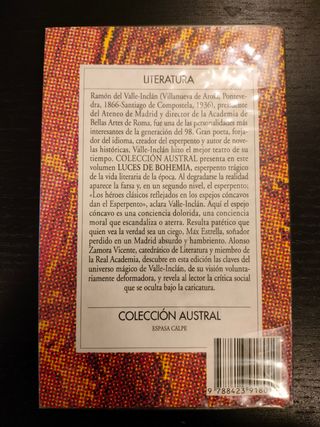 LITERATURA
Ramón del Valle-Inclán (Villanueva de Arosa, Ponteve-
dra, 1866-Santiago de Compostela, 1936), presidente
del Ateneo de Madrid y director de la Academia de
Bellas Artes de Roma, fue una de las personalidades más
interesantes de la generación del 98. Gran poeta, forja-
dor del idioma, creador del esperpento y autor de nove-
las históricas, Valle-Inclán hizo el mejor teatro de su
tiempo. COLECCIÓN AUSTRAL presenta en este
volumen LUCES DE BOHEMIA, esperpento trágico
de la vida literaria de la época. Al degradarse la realidad
aparece la farsa y, en un segundo nivel, el esperpento;
«Los héroes clásicos reflejados en los espejos cóncavos
dan el Esperpento», aclara Valle-Inclán. Aquí el espejo
cóncavo es una conciencia dolorida, una conciencia
moral que escandaliza o aterra. Resulta patético que
quien vea la verdad sea un ciego, Max Estrella, soñador
perdido en un Madrid absurdo y hambriento. Alonso
Zamora Vicente, catedrático de Literatura y miembro de
la Real Academia, descubre en esta edición las claves del
universo mágico de Valle-Inclán, de su visión voluntaria-
mente deformadora, y revela al lector la crítica social
que se oculta bajo la caricatura.
COLECCIÓN AUSTRAL
ESPASA CALPE
9 788423 918